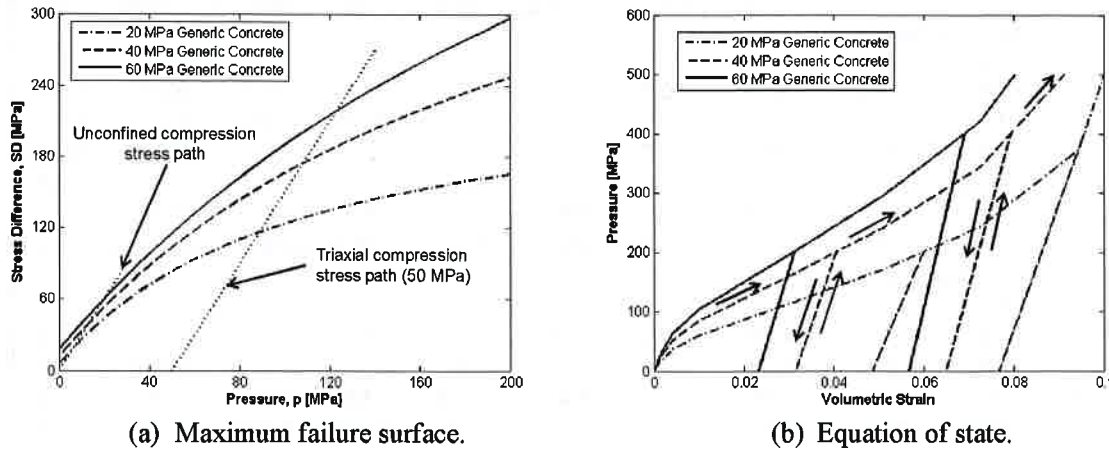 300
240
180
120
60
0
Stress Difference, SD [MPa]
20 MPa Generic Concrete
40 MPa Generic Concrete
60 MPa Generic Concrete
Unconfined compression
stress path
Triaxial compression
stress path (50 MPa)
0 40 80 120 160 200
Pressure, p [MPa]
(a) Maximum failure surface.
600
500
400
300
200
100
0
Pressure [MPa]
20 MPa Generic Concrete
40 MPa Generic Concrete
60 MPa Generic Concrete
0 0.02 0.04 0.06 0.08 0.1
Volumetric Strain
(b) Equation of state.